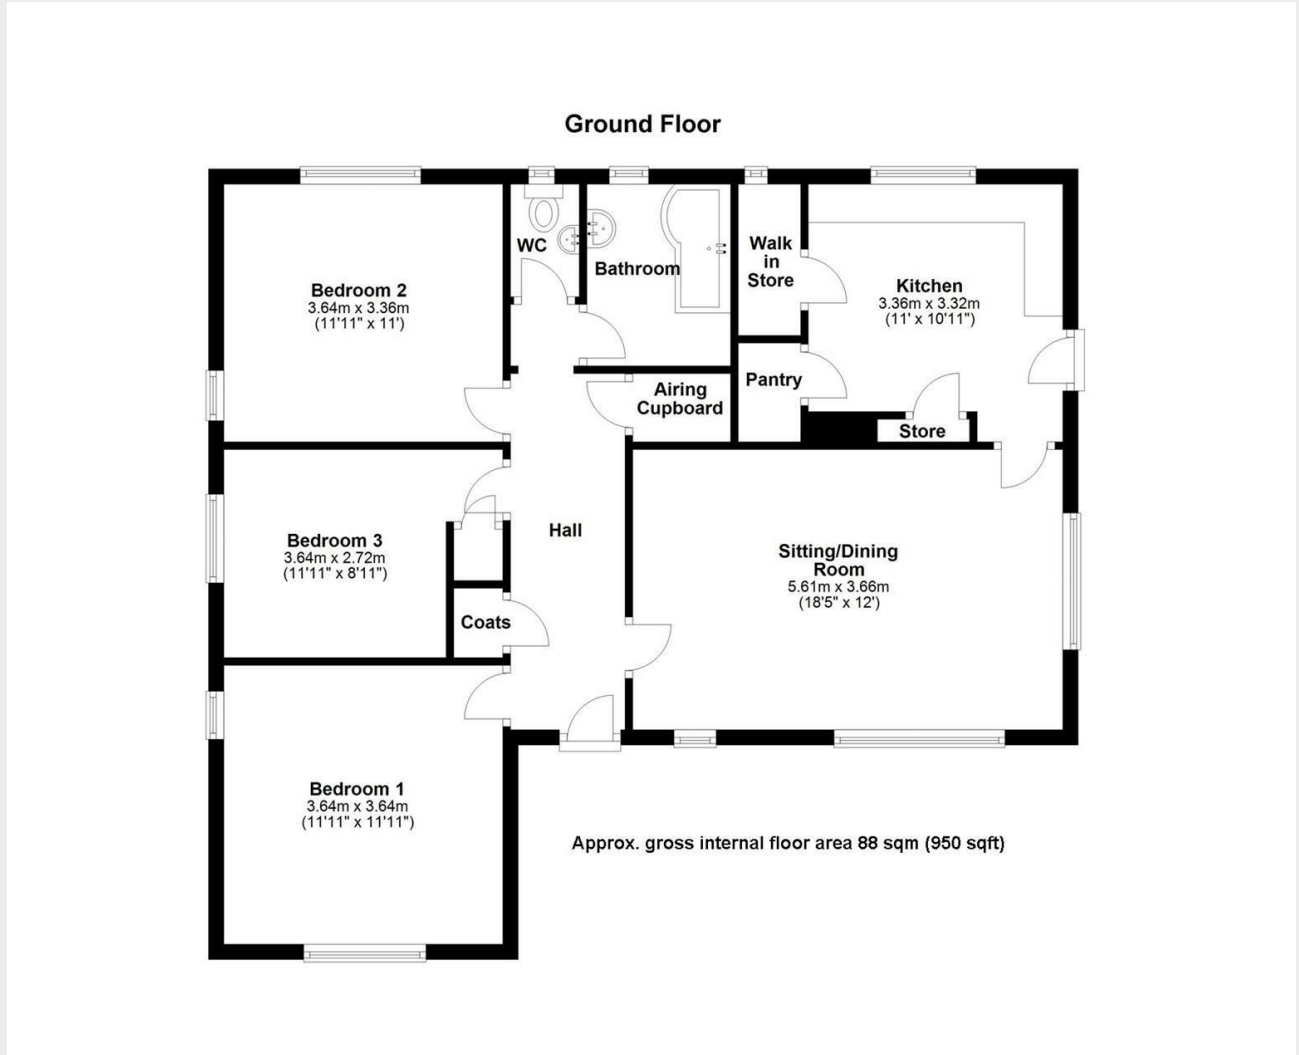 Ground Floor
WC
Bathroom
Walk
in
Store
Kitchen
3.36m x 3.32m
(11' x 10'11")
Bedroom 2
3.64m x 3.36m
(11'11" x 11')
Pantry
Airing
Cupboard
Store
Bedroom 3
3.64m x 2.72m
(11'11" x 8'11")
Hall
Sitting/Dining
Room
5.61m x 3.66m
(18'5" x 12')
Coats
Bedroom 1
3.64m x 3.64m
(11'11" x 11'11")
Approx. gross internal floor area 88 sqm (950 sqft)